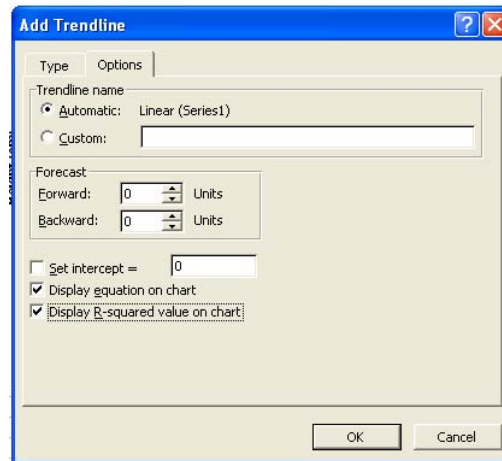 Add Trendline
Type Options
Trendline name
Automatic: Linear (Series1)
Custom:
Forecast
Forward: 0 Units
Backward: 0 Units
Set intercept = 0
Display equation on chart
Display R-squared value on chart
OK Cancel